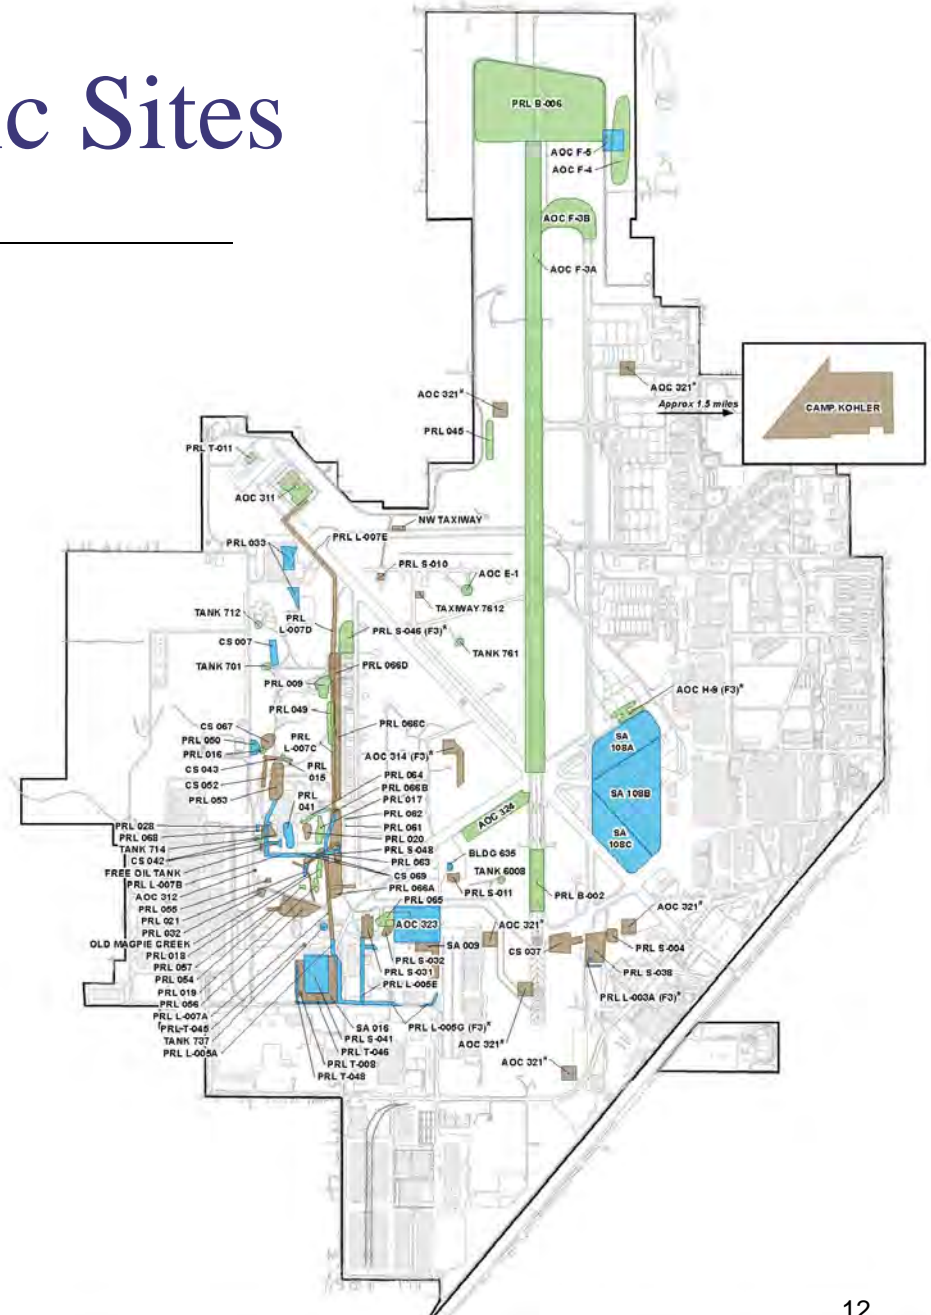 c Sites
PRL B-006
AOC F-5
AOC F-4
AOC F-3B
AOC F-3A
AOC 321*
Approx 1.5 miles
CAMP KOHLER
AOC 321*
PRL 045
PRL T-011
AOC 311
NW TAXIWAY
PRL L-007E
PRL 033
PRL S-010
AOC E-1
TAXIWAY 7612
TANK 712
PRL
L-007D
PRL S-046 (F3)*
CS 007
TANK 761
TANK 701
PRL 066D
PRL 009
AOC H-9 (F3)*
PRL 049
CS 067
PRL 066C
PRL 050
PRL
L-007C
PRL 016
AOC 314 (F3)*
SA
108A
CS 043
PRL
015
CS 052
PRL 064
PRL 053
PRL 066B
PRL
041
PRL 017
SA 108B
PRL 062
AOC 324
PRL 028
PRL 061
PRL 068
PRL 020
SA
108C
TANK 714
PRL S-048
CS 042
PRL 063
BLDG 635
FREE OIL TANK
CS 069
TANK 6008
PRL L-007B
PRL 066A
PRL S-011
PRL B-002
AOC 312
PRL 065
PRL 055
AOC 321*
PRL 021
AOC 323
AOC 321*
PRL 032
OLD MAGPIE CREEK
SA 009
CS 037
PRL S-004
PRL 018
PRL S-032
PRL 057
PRL S-031
PRL S-038
PRL 054
PRL L-005E
PRL 019
PRL L-003A (F3)*
PRL 056
PRL L-007A
PRL T-045
SA 016
PRL L-005G (F3)*
TANK 737
PRL S-041
AOC 321*
PRL L-005A
PRL T-046
AOC 321*
PRL T-008
PRL T-048
12